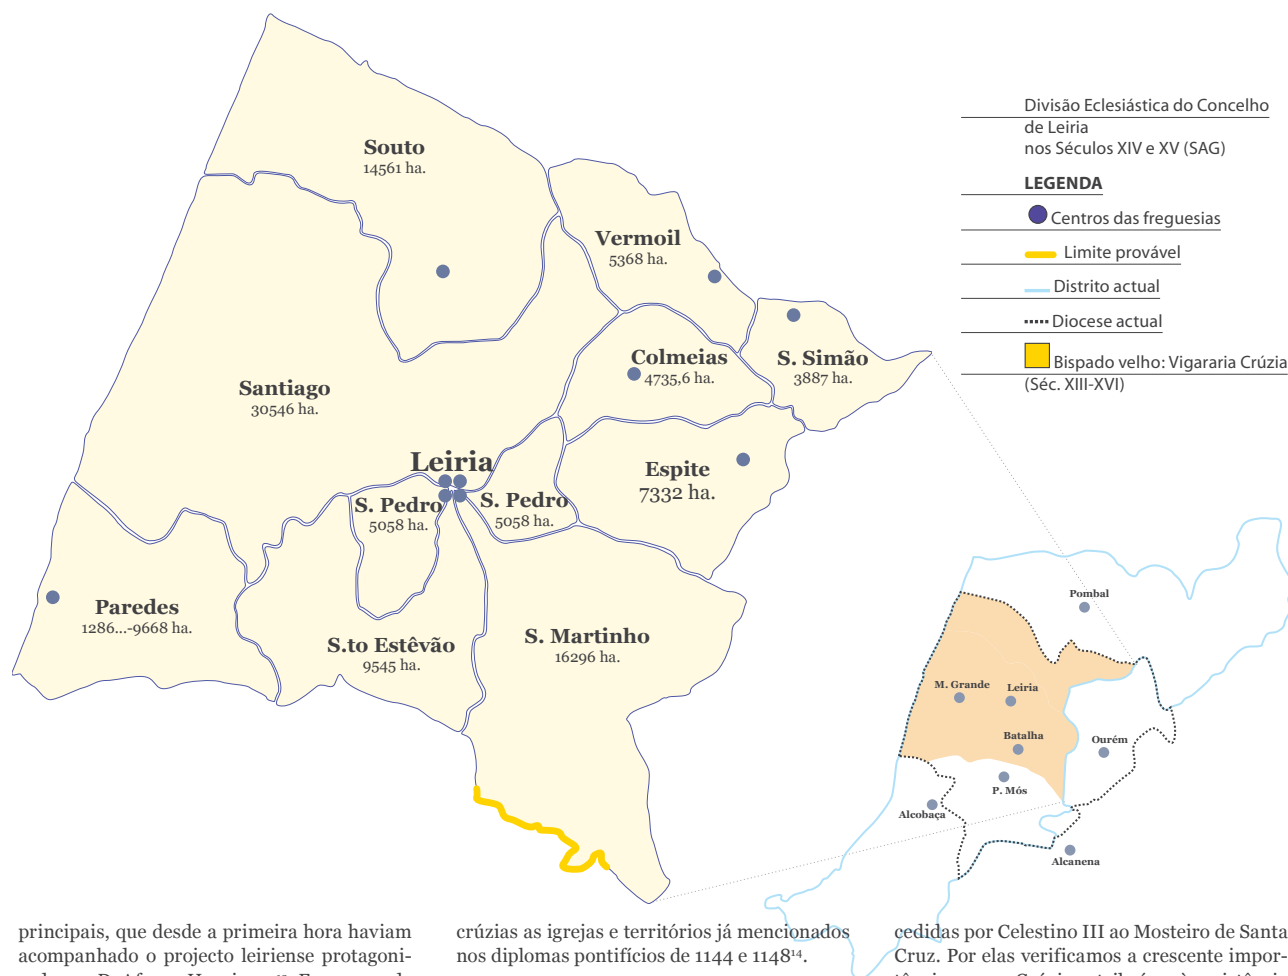 Souto
14561 ha.
Vermoil
5368 ha.
Colmeias
4735,6 ha.
S. Simão
3887 ha.
Santiago
30546 ha.
Leiria
Espite
7332 ha.
S. Pedro
5058 ha.
S. Pedro
5058 ha.
Paredes
1286...-9668 ha.
S.to Estêvão
9545 ha.
S. Martinho
16296 ha.
Divisão Eclesiástica do Concelho
de Leiria
nos Séculos XIV e XV (SAG)
LEGENDA
Centros das freguesias
Limite provável
Distrito actual
Diocese actual
Bispado velho: Vigararia Crúzia
(Séc. XIII-XVI)
Pombal
M. Grande
Leiria
Batalha
Ourém
P. Mós
Alcobaça
Alcanena
principais, que desde a primeira hora haviam
acompanhado o projecto leiriense protagoni-
crúzias as igrejas e territórios já mencionados
nos diplomas pontifícios de 1144 e 1148¹⁴.
cedidas por Celestino III ao Mosteiro de Santa
Cruz. Por elas verificamos a crescente impor-